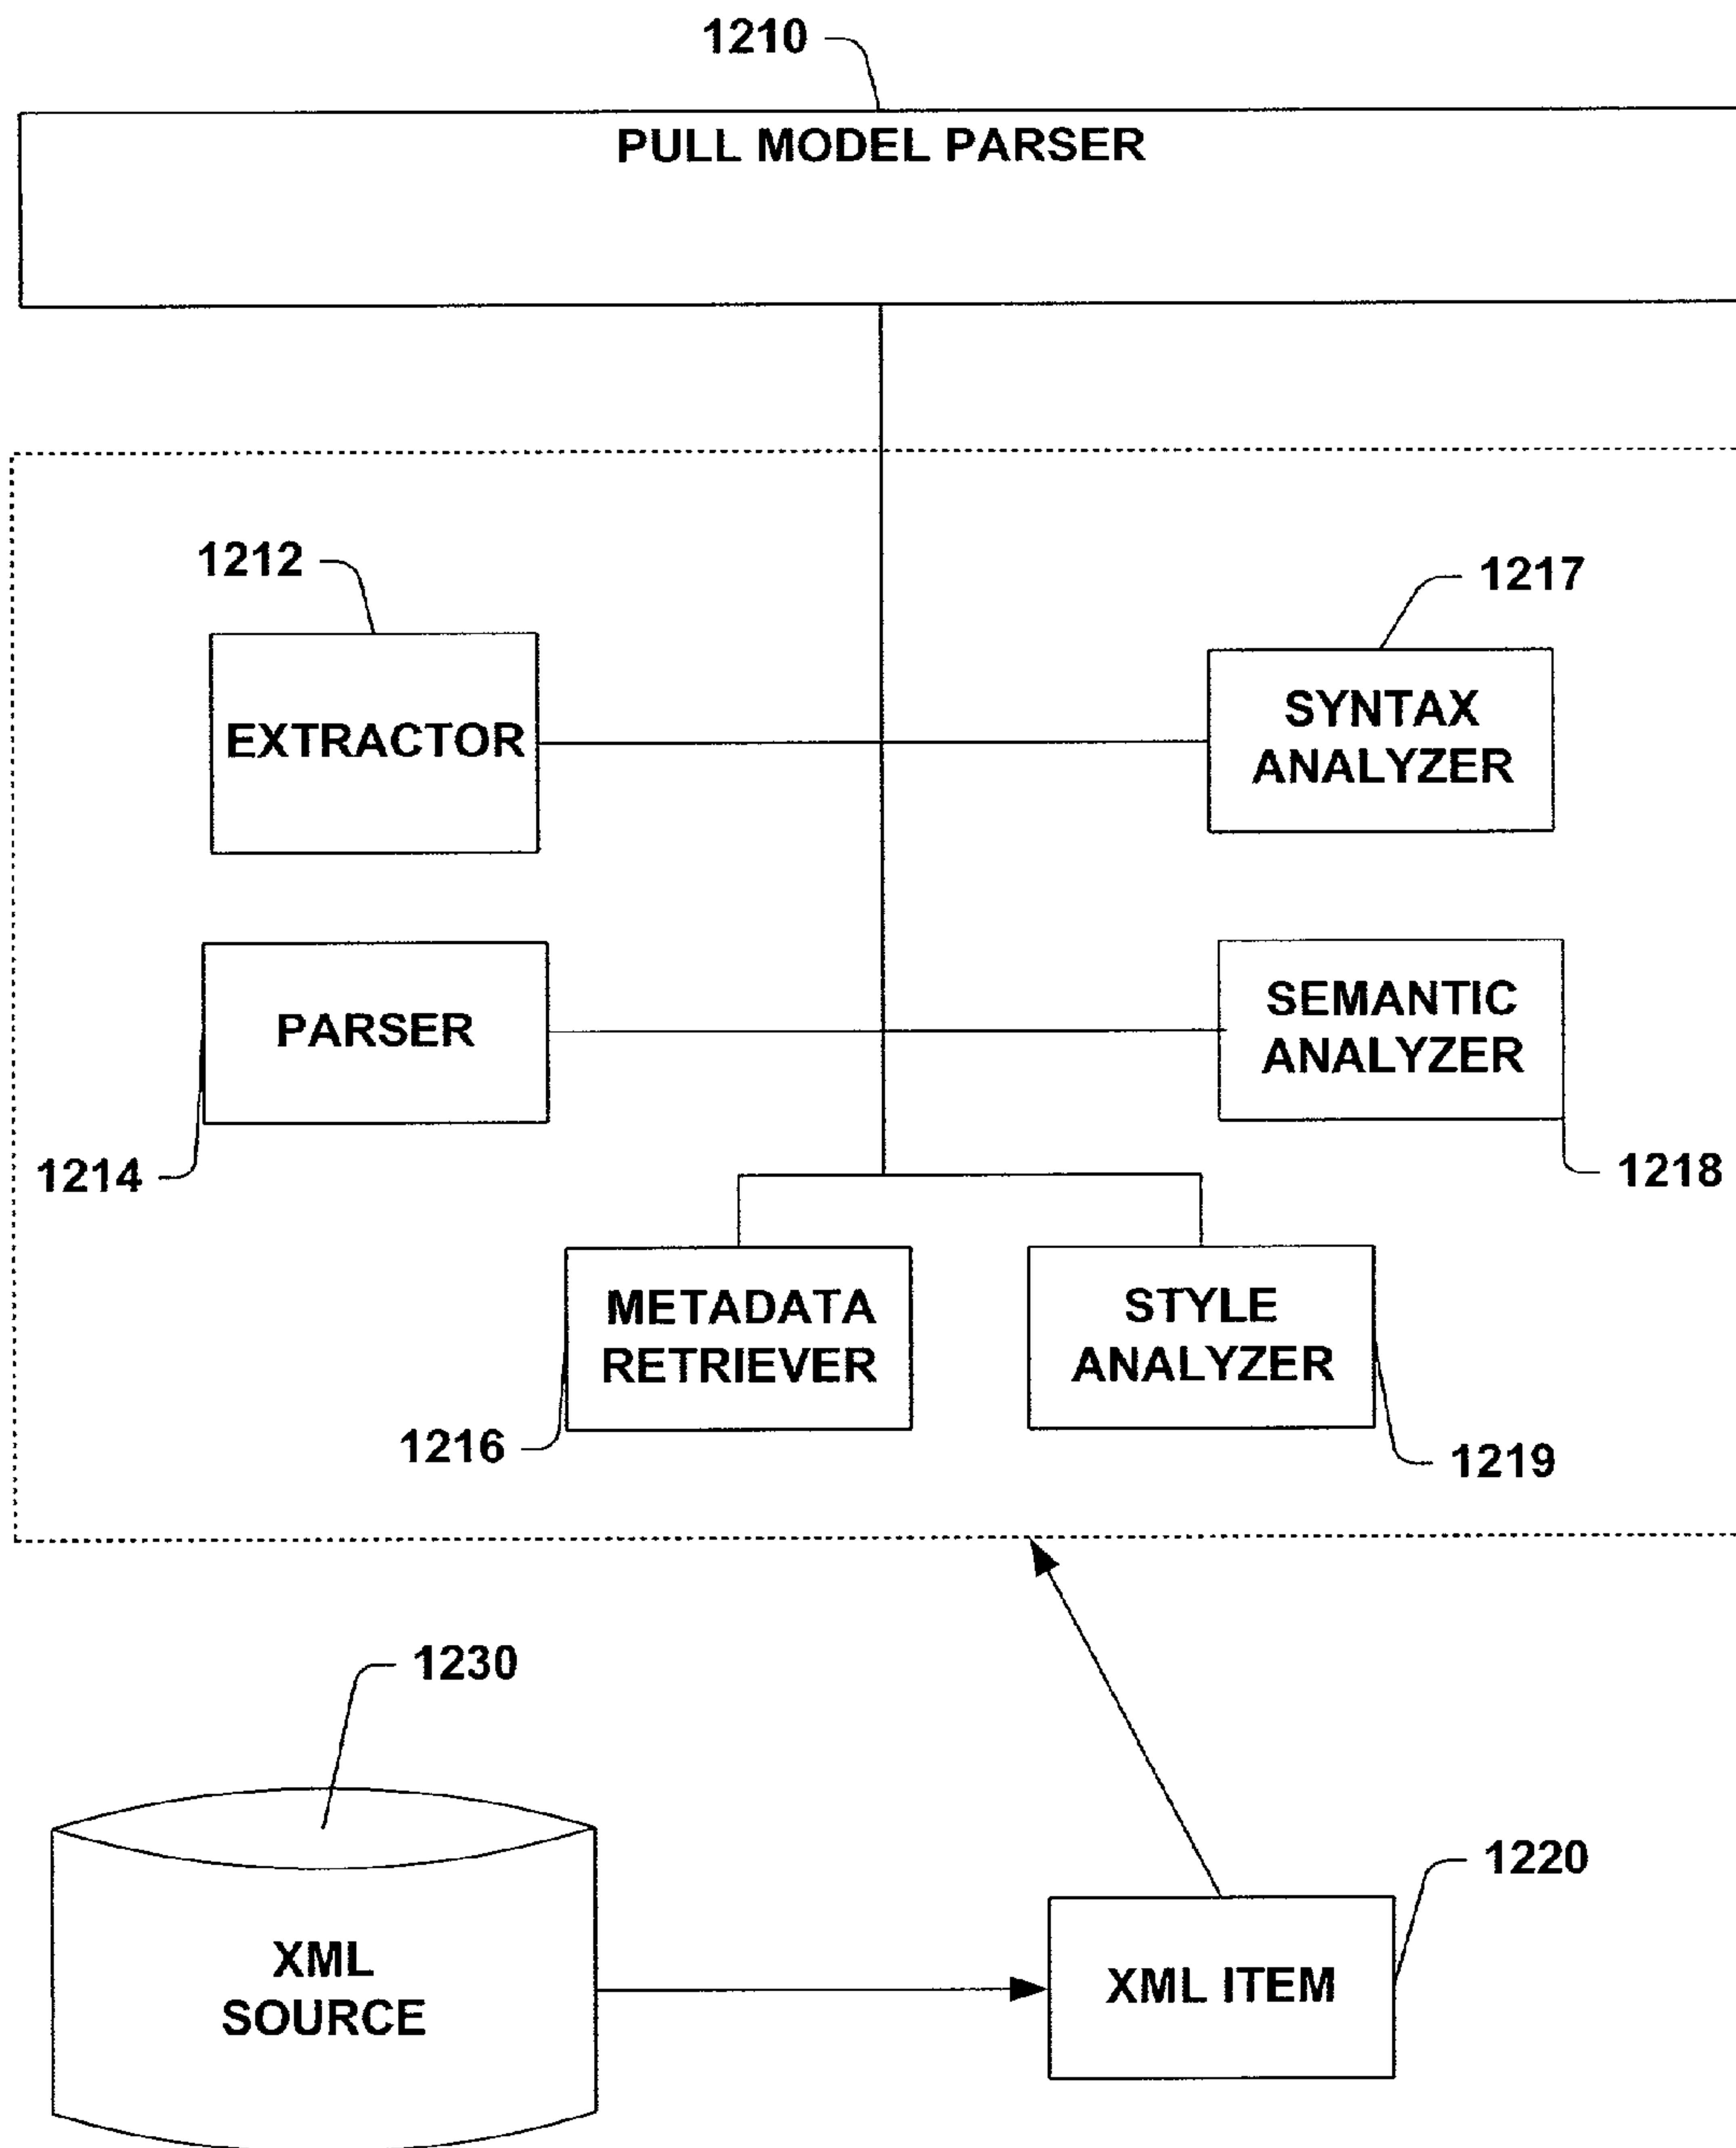 1210
PULL MODEL PARSER
1212
1217
EXTRACTOR
SYNTAX
ANALYZER
PARSER
SEMANTIC
ANALYZER
1214
1218
METADATA
RETRIEVER
STYLE
ANALYZER
1216
1219
1230
1220
XML
SOURCE
XML ITEM